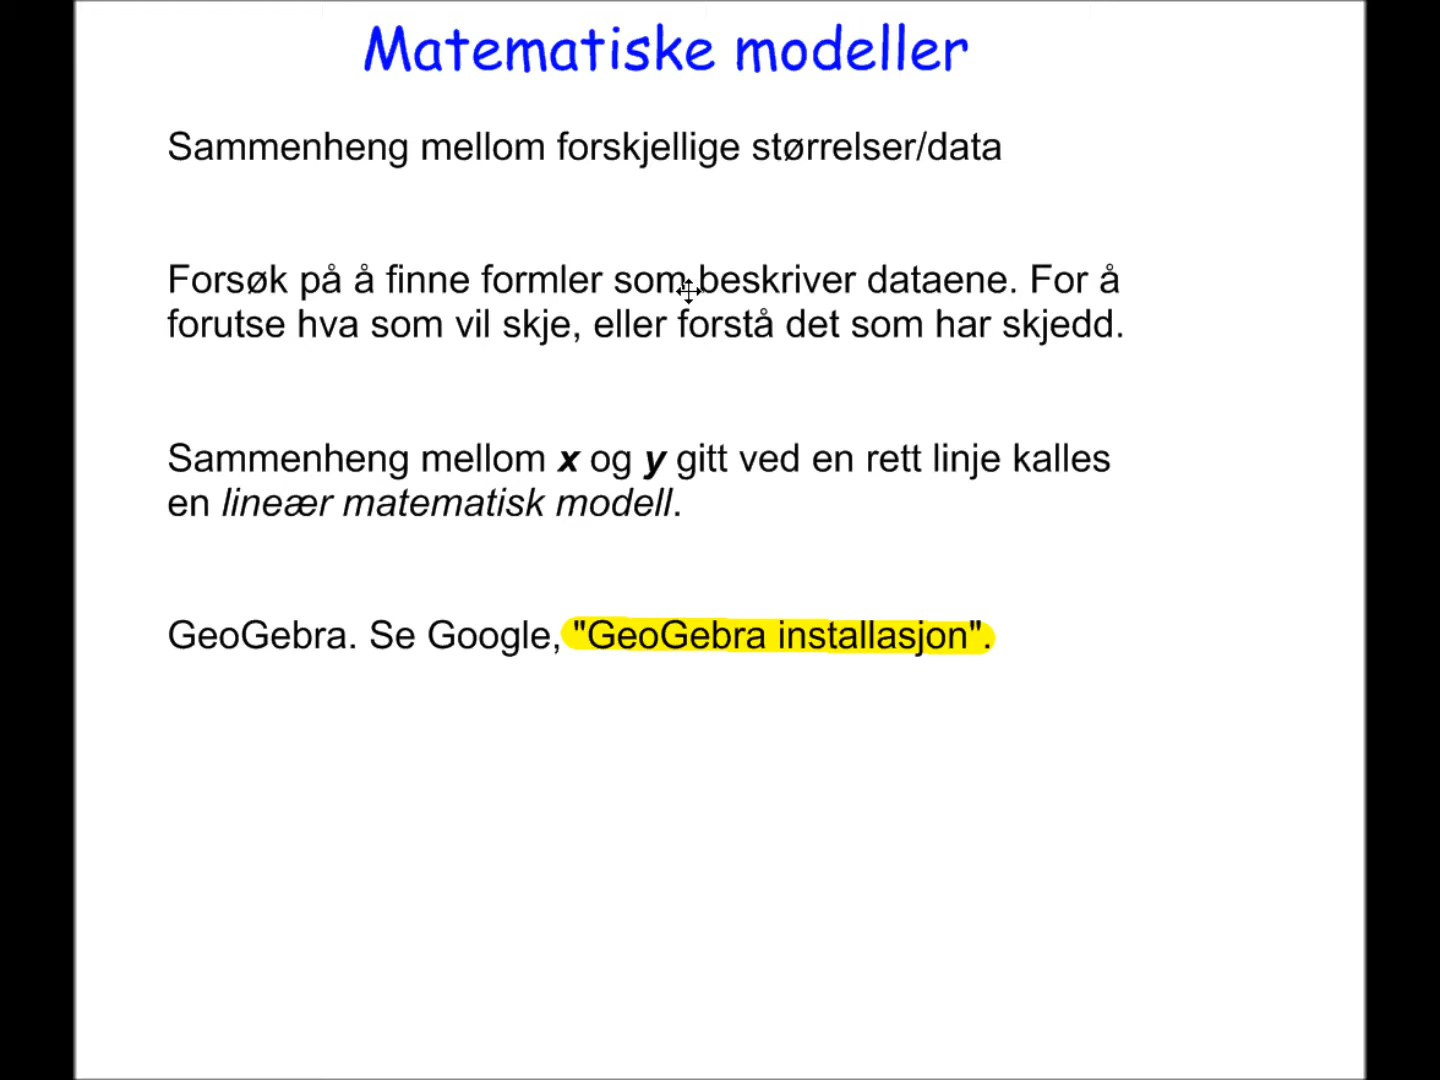 Matematiske modeller
Sammenheng mellom forskjellige størrelser/data
Forsøk på å finne formler som beskriver dataene. For å
forutse hva som vil skje, eller forstå det som har skjedd.
Sammenheng mellom x og y gitt ved en rett linje kalles
en lineær matematisk modell.
GeoGebra. Se Google, "GeoGebra installasjon".